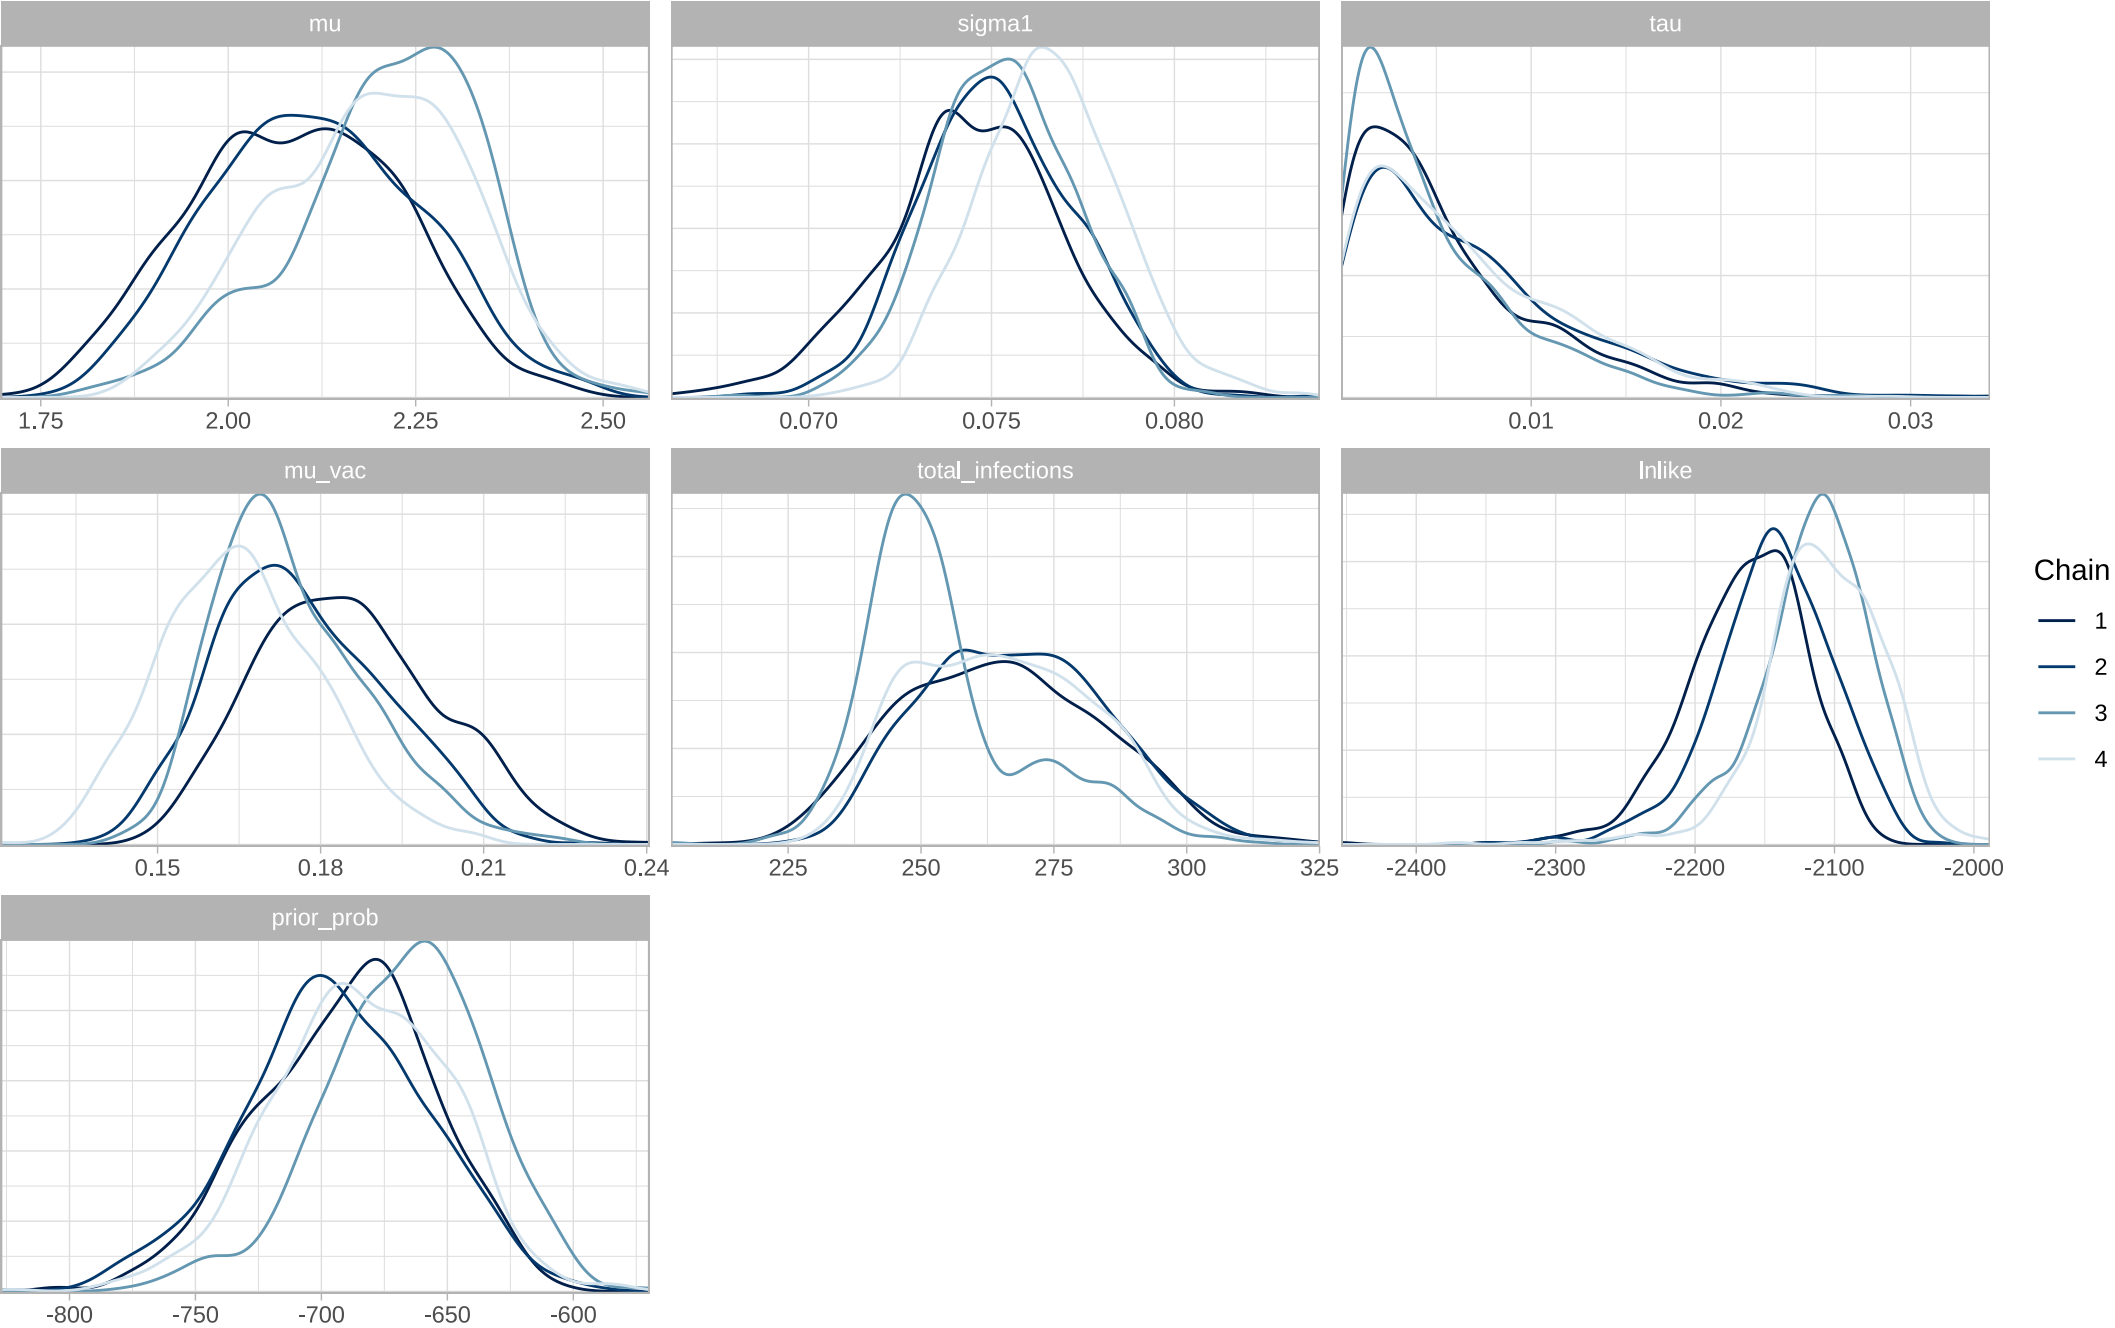 mu
sigma1
tau
1.75 2.00 2.25 2.50
0.070 0.075 0.080
0.01 0.02 0.03
mu_vac
total_infections
lnlike
0.15 0.18 0.21 0.24
225 250 275 300 325
-2400 -2300 -2200 -2100 -2000
prior_prob
-800 -750 -700 -650 -600
Chain
1
2
3
4